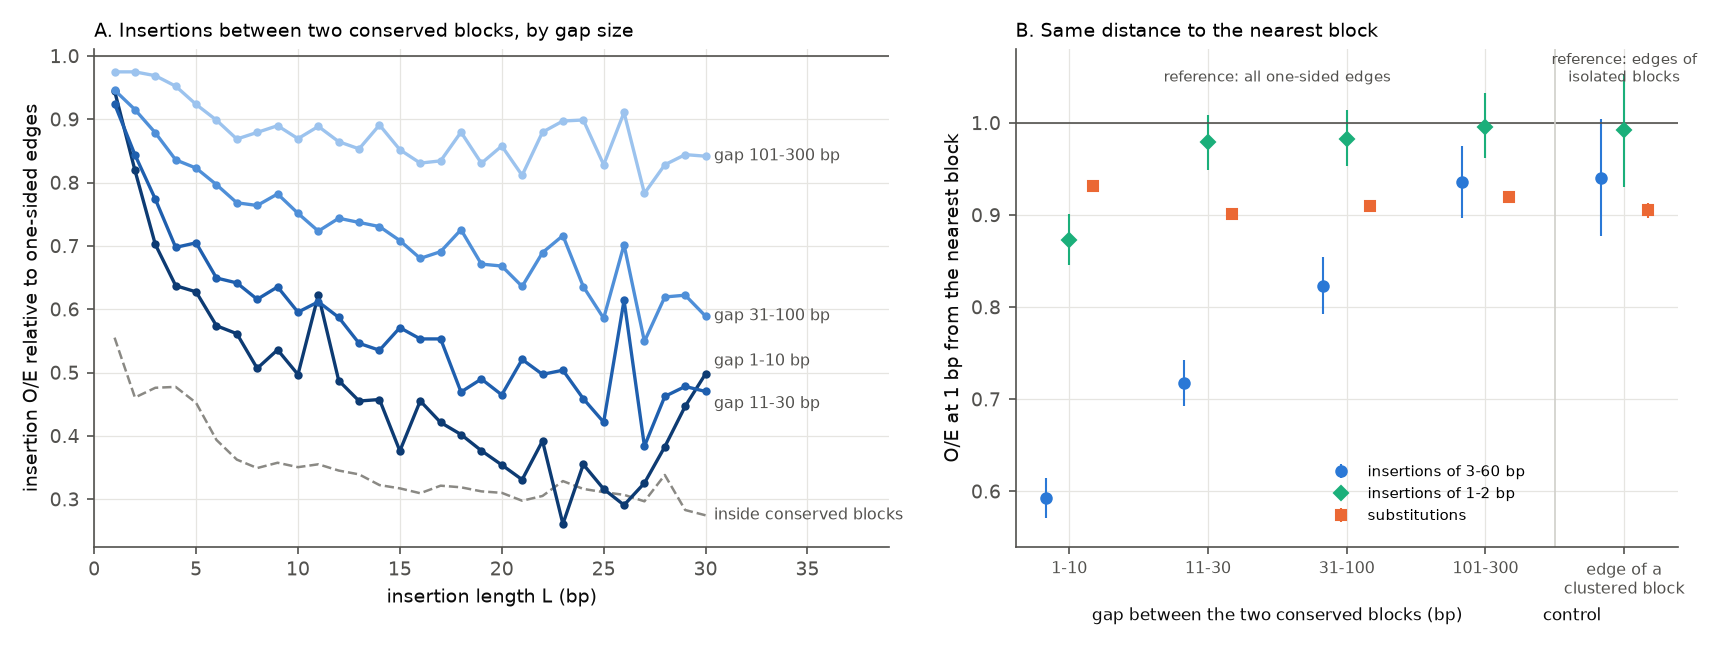 A. Insertions between two conserved blocks, by gap size
insertion O/E relative to one-sided edges
1.0
0.9
0.8
0.7
0.6
0.5
0.4
0.3
gap 101-300 bp
gap 31-100 bp
gap 1-10 bp
gap 11-30 bp
inside conserved blocks
0 5 10 15 20 25 30 35
insertion length L (bp)
B. Same distance to the nearest block
reference: all one-sided edges
reference: edges of
isolated blocks
O/E at 1 bp from the nearest block
1.0
0.9
0.8
0.7
0.6
insertions of 3-60 bp
insertions of 1-2 bp
substitutions
1-10 11-30 31-100 101-300 edge of a
clustered block
gap between the two conserved blocks (bp) control